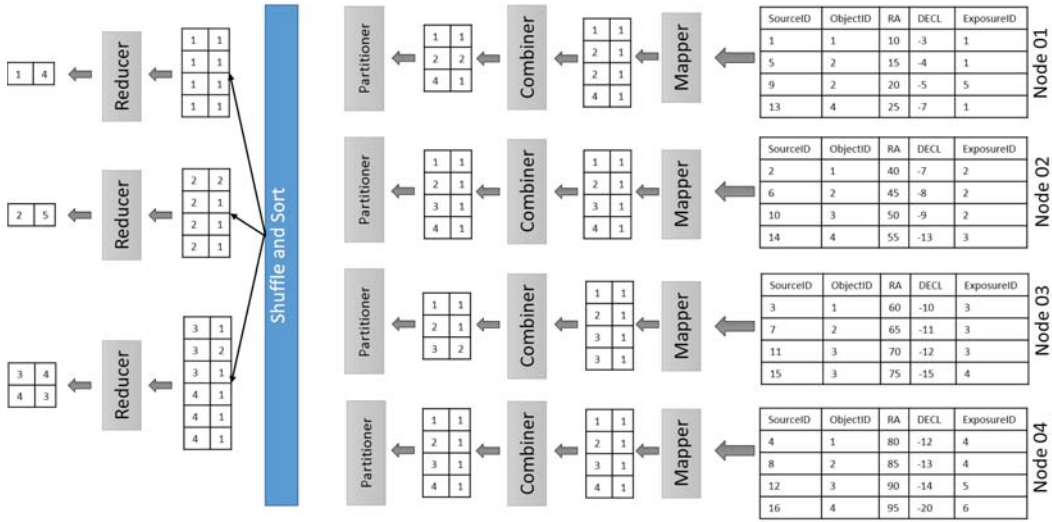 SourceID ObjectID RA DECL ExposureID
1 1 10 -3 1
5 2 15 -4 1
9 2 20 -5 5
13 4 25 -7 1
Node 01
Mapper
1 1
2 1
2 1
4 1
Combiner
1 1
2 2
4 1
Partitioner
SourceID ObjectID RA DECL ExposureID
2 1 40 -7 2
6 2 45 -8 2
10 3 50 -9 2
14 4 55 -13 3
Node 02
Mapper
1 1
2 1
3 1
4 1
Combiner
1 1
2 1
3 1
4 1
Partitioner
SourceID ObjectID RA DECL ExposureID
3 1 60 -10 3
7 2 65 -11 3
11 3 70 -12 3
15 3 75 -15 4
Node 03
Mapper
1 1
2 1
3 1
3 1
Combiner
1 1
2 1
3 2
Partitioner
SourceID ObjectID RA DECL ExposureID
4 1 80 -12 4
8 2 85 -13 4
12 3 90 -14 5
16 4 95 -20 6
Node 04
Mapper
1 1
2 1
3 1
4 1
Combiner
1 1
2 1
3 1
4 1
Partitioner
Shuffle and Sort
1 1
1 1
1 1
1 1
Reducer
1 4
2 2
2 1
2 1
2 1
Reducer
2 5
3 1
3 2
3 1
4 1
4 1
4 1
Reducer
3 4
4 3